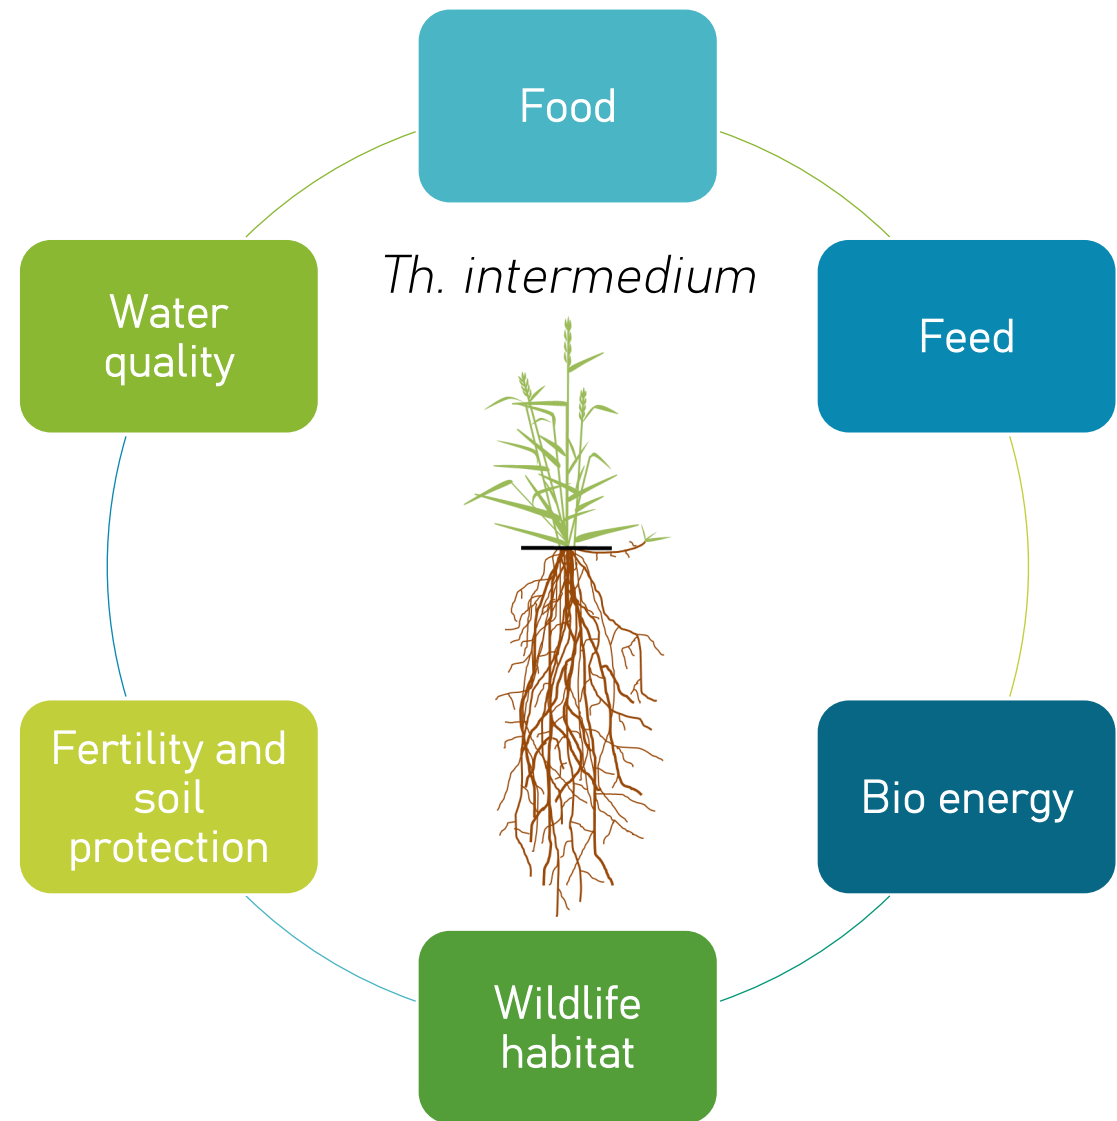 Food
Th. intermedium
Water
quality
Feed
Fertility and
soil
protection
Bio energy
Wildlife
habitat